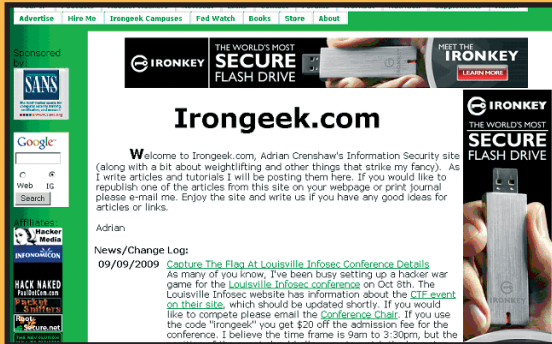 Advertise Hire Me Irongeek Campuses Fed Watch Books Store About
Sponsored
by:
SANS
Google
Web IG
Search
Affiliates:
Hacker
Media
INFONOMICON
HACK NAKED
PaulDotCom.com
Packet
Sniffers
Root
Secure.net
IRONKEY
THE WORLD'S MOST
SECURE
FLASH DRIVE
MEET THE
IRONKEY
LEARN MORE
Irongeek.com
Welcome to Irongeek.com, Adrian Crenshaw's Information Security site
(along with a bit about weightlifting and other things that strike my fancy). As
I write articles and tutorials I will be posting them here. If you would like to
republish one of the articles from this site on your webpage or print journal
please e-mail me. Enjoy the site and write us if you have any good ideas for
articles or links.
Adrian
News/Change Log:
09/09/2009 Capture The Flag At Louisville Infosec Conference Details
As many of you know, I've been busy setting up a hacker war
game for the Louisville Infosec conference on Oct 8th. The
Louisville Infosec website has information about the CTF event
on their site, which should be updated shortly. If you would
like to compete please email the Conference Chair. If you use
the code "Irongeek" you get $20 off the admission fee for the
conference. I believe the time frame is 9am to 3:30pm, but the
IRONKEY
THE WORLD'S MOST
SECURE
FLASH DRIVE